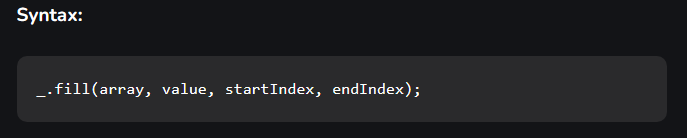 Syntax:
_.fill(array, value, startIndex, endIndex);